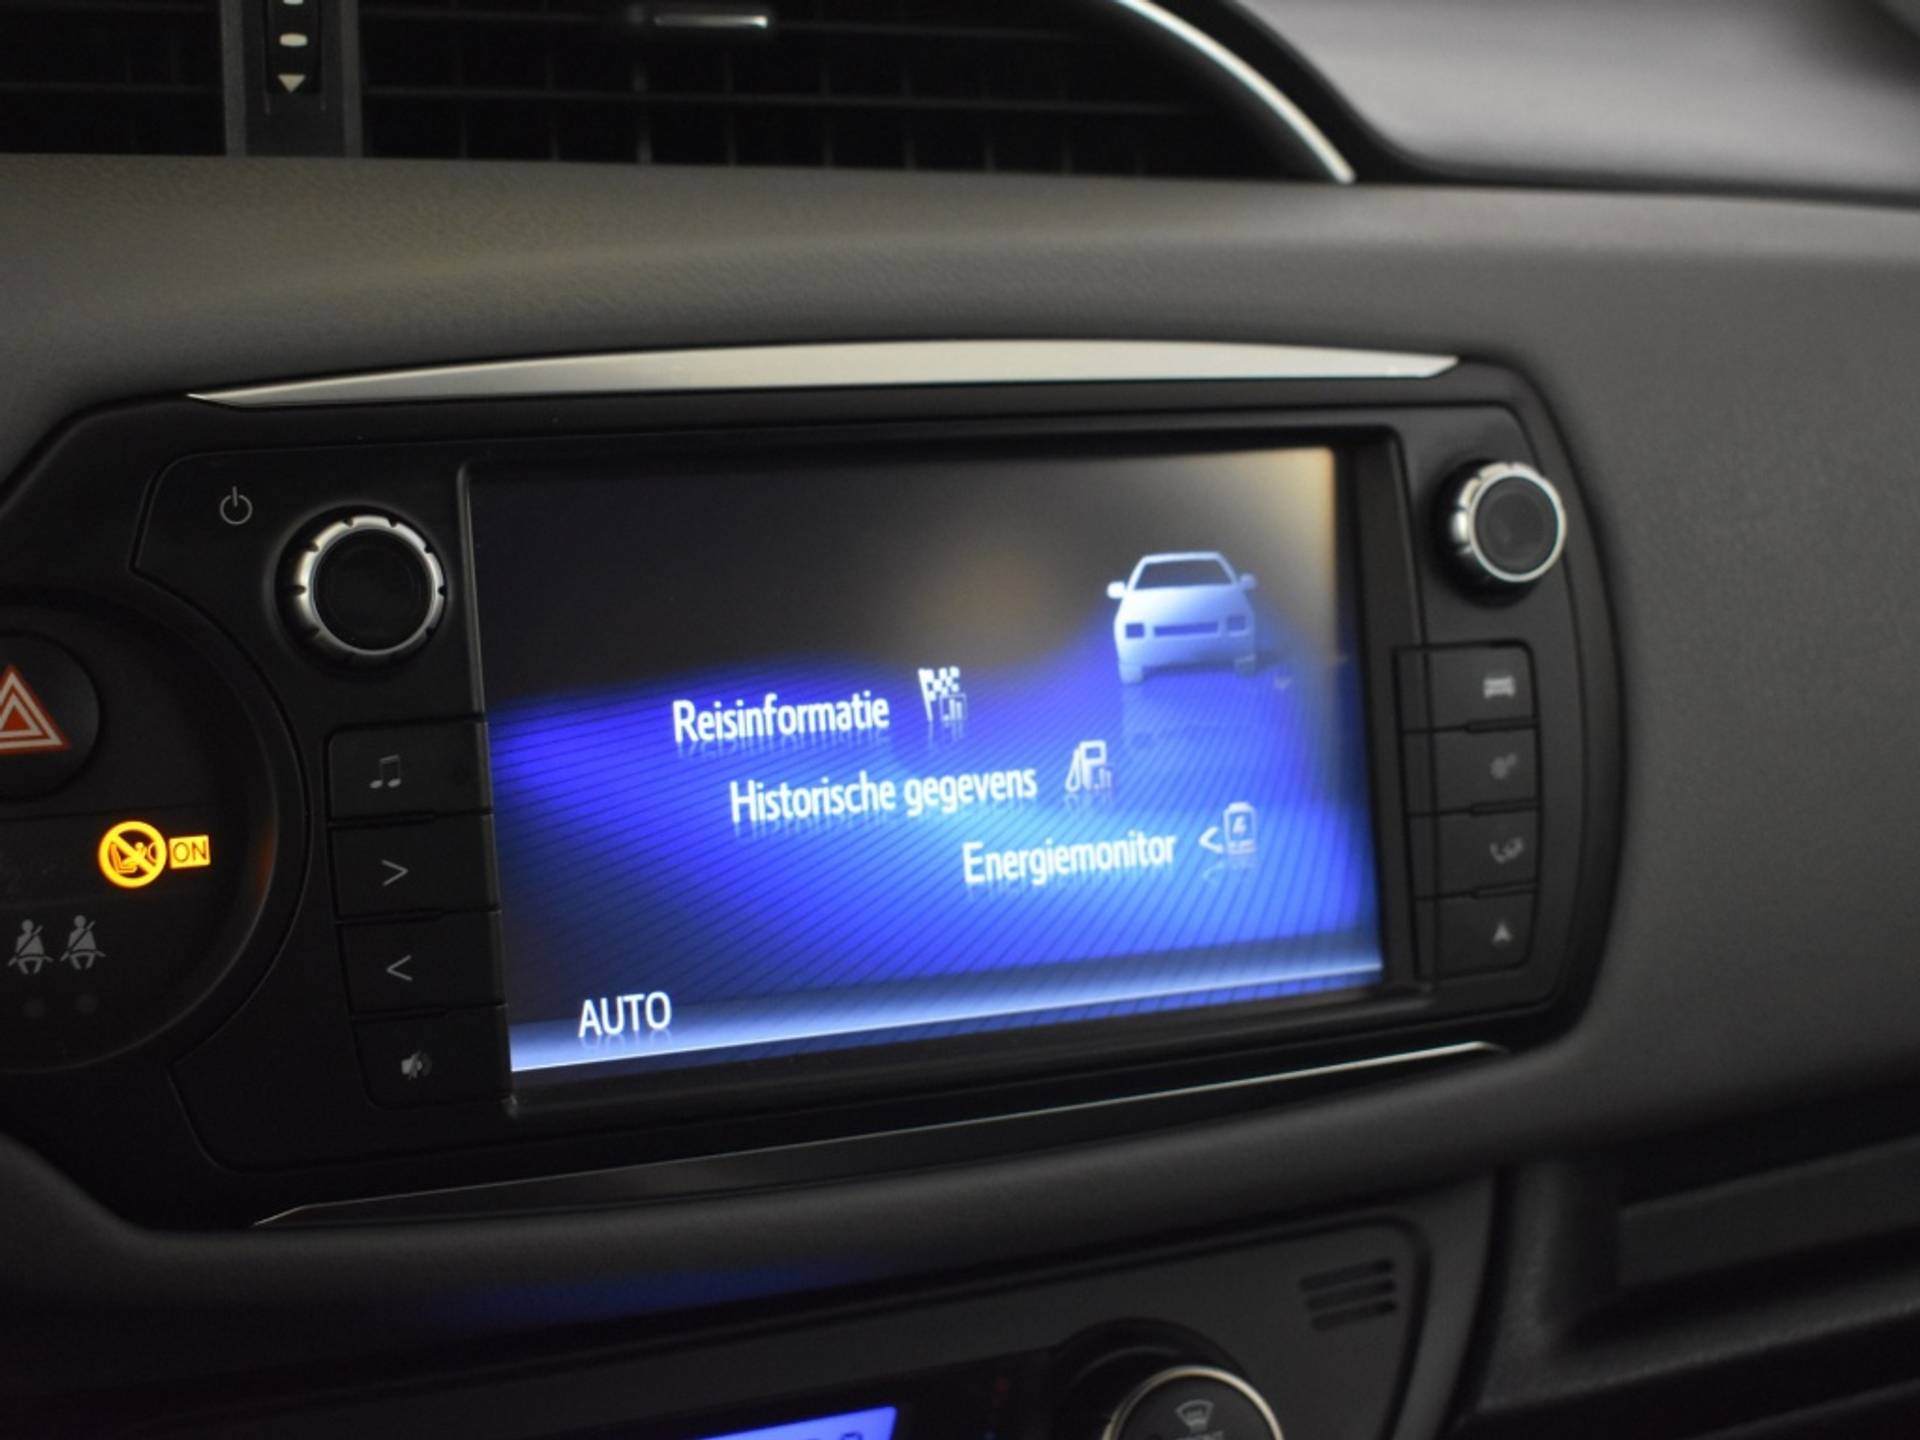 Reisinformatie
Historische gegevens
Energiemonitor
AUTO
ON